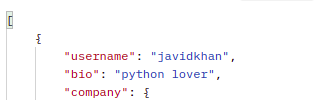 [
{
"username": "javidkhan",
"bio": "python lover",
"company": {